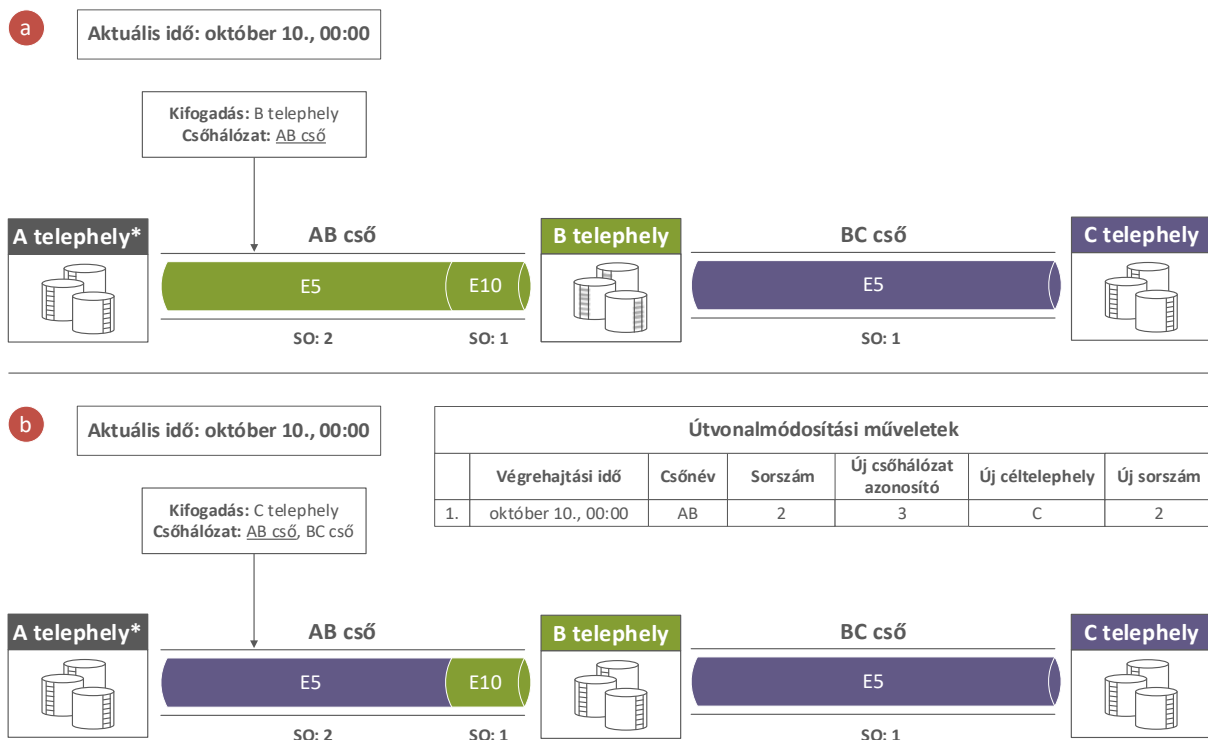 a
Aktuális idő: október 10., 00:00
Kifogadás: B telephely
Csőhálózat: AB cső
A telephely*
AB cső
B telephely
BC cső
C telephely
E5
E10
E5
SO: 2
SO: 1
SO: 1
b
Aktuális idő: október 10., 00:00
Útvonalmódosítási műveletek
Végrehajtási idő
Csőnév
Sorszám
Új csőhálózat
azonosító
Új céltelephely
Új sorszám
1.
október 10., 00:00
AB
2
3
C
2
Kifogadás: C telephely
Csőhálózat: AB cső, BC cső
A telephely*
AB cső
B telephely
BC cső
C telephely
E5
E10
E5
SO: 2
SO: 1
SO: 1